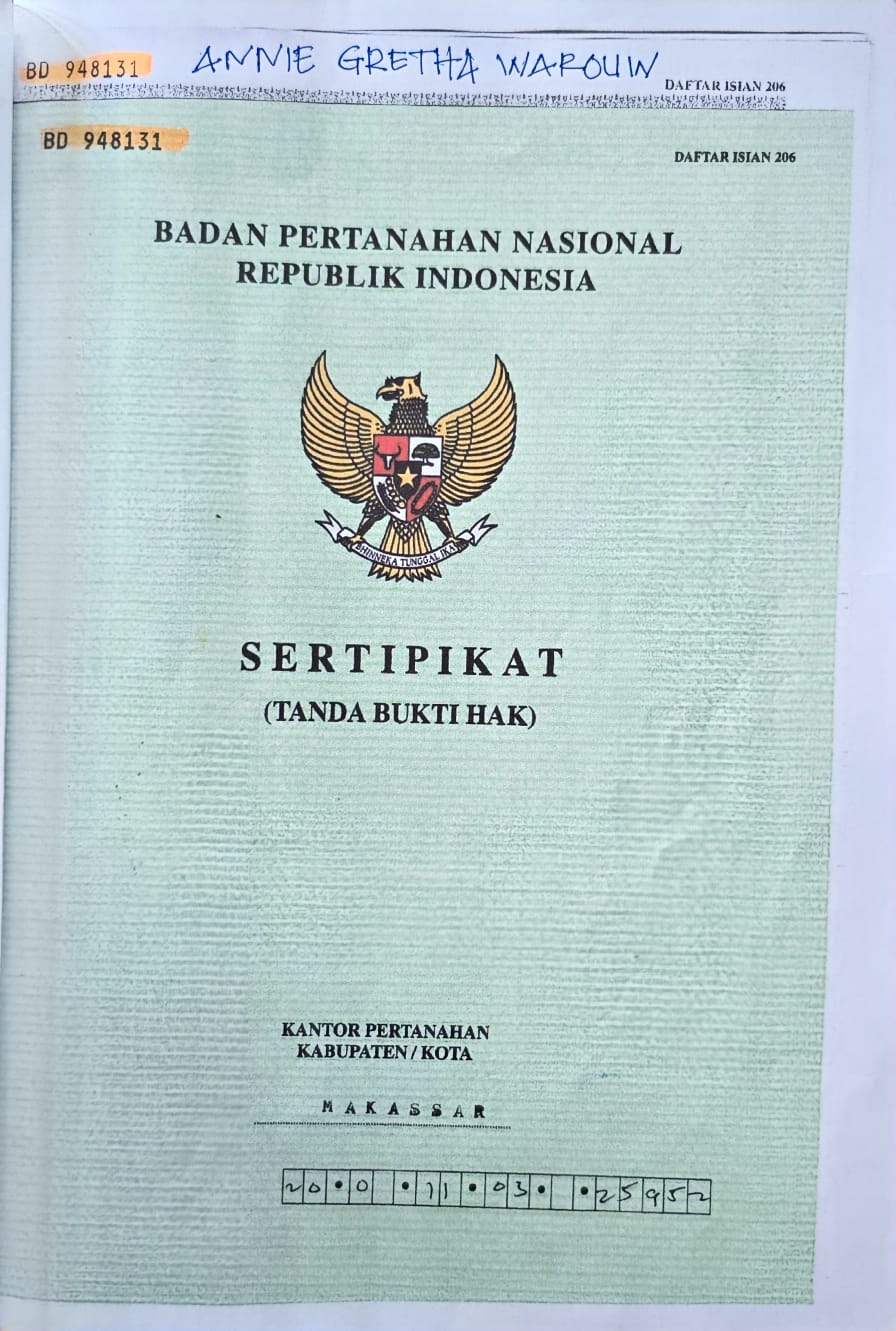 BD 948131 ANNIE GRETHA WAROUW
DAFTAR ISIAN 206
BD 948131
DAFTAR ISIAN 206
BADAN PERTANAHAN NASIONAL
REPUBLIK INDONESIA
BHINNEKA TUNGGAL IKA
SERTIPIKAT
(TANDA BUKTI HAK)
KANTOR PERTANAHAN
KABUPATEN / KOTA
MAKASSAR
20•0 •11•03• •25952